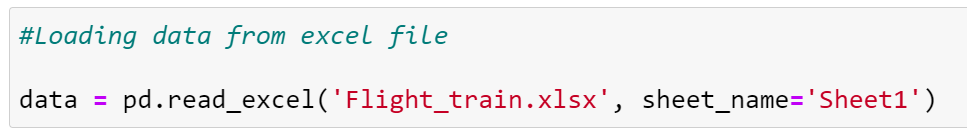 #Loading data from excel file
data = pd.read_excel('Flight_train.xlsx', sheet_name='Sheet1')